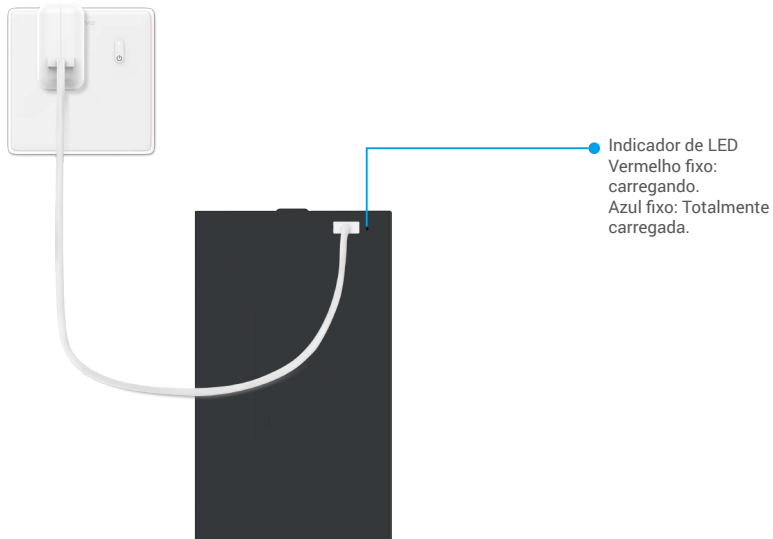 Indicador de LED
Vermelho fixo:
carregando.
Azul fixo: Totalmente
carregada.